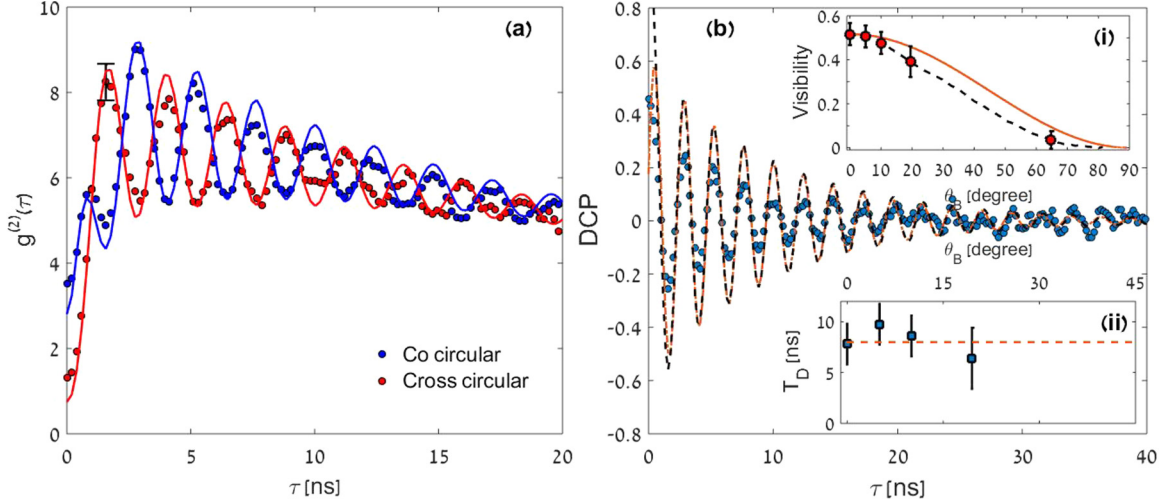 (a)
10
8
6
4
2
0
g(2)(τ)
Co circular
Cross circular
0 5 10 15 20
τ [ns]
(b)
0.8
0.6
0.4
0.2
0
-0.2
-0.4
-0.6
-0.8
DCP
0 10 20 30 40
τ [ns]
(i)
0.6
0.4
0.2
0
Visibility
0 10 20 30 40 50 60 70 80 90
θB [degree]
θB [degree]
0 15 30 45
(ii)
10
5
0
TD [ns]